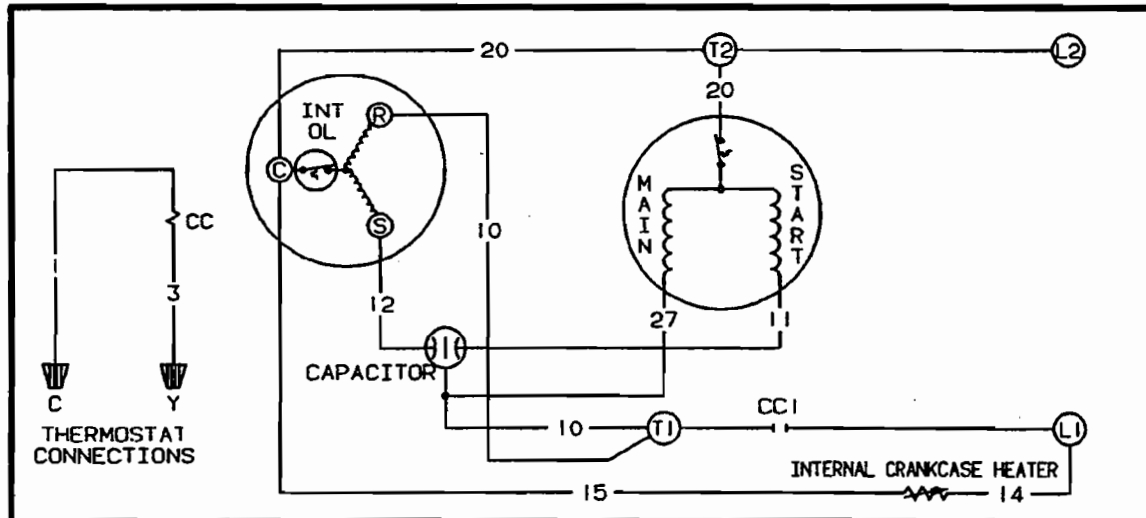 20
T2
L2
20
INT
OL
R
C
S
MAIN
START
CC
1
3
10
12
27
11
CAPACITOR
C
Y
THERMOSTAT
CONNECTIONS
10
T1
CC1
L1
INTERNAL CRANKCASE HEATER
15
14